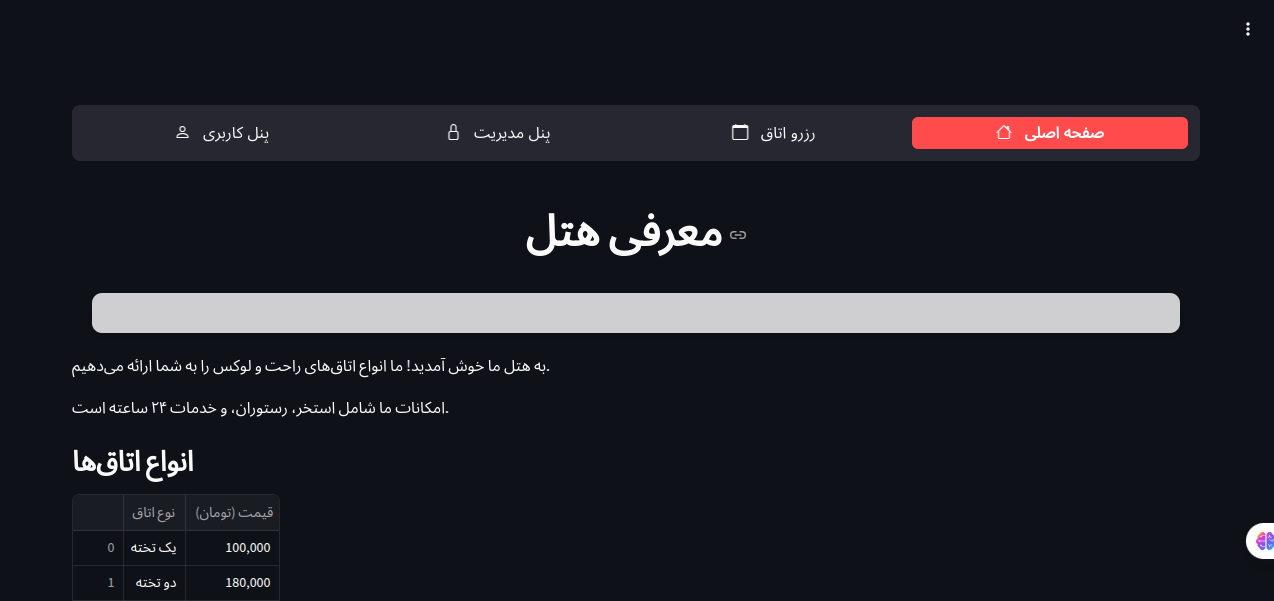 صفحه اصلی
رزرو اتاق
پنل مدیریت
پنل کاربری
معرفی هتل
به هتل ما خوش آمدید! ما انواع اتاق‌های راحت و لوکس را به شما ارائه می‌دهیم.
امکانات ما شامل استخر، رستوران، و خدمات ۲۴ ساعته است.
انواع اتاق‌ها
نوع اتاق	قیمت (تومان)
0	یک تخته	100,000
1	دو تخته	180,000